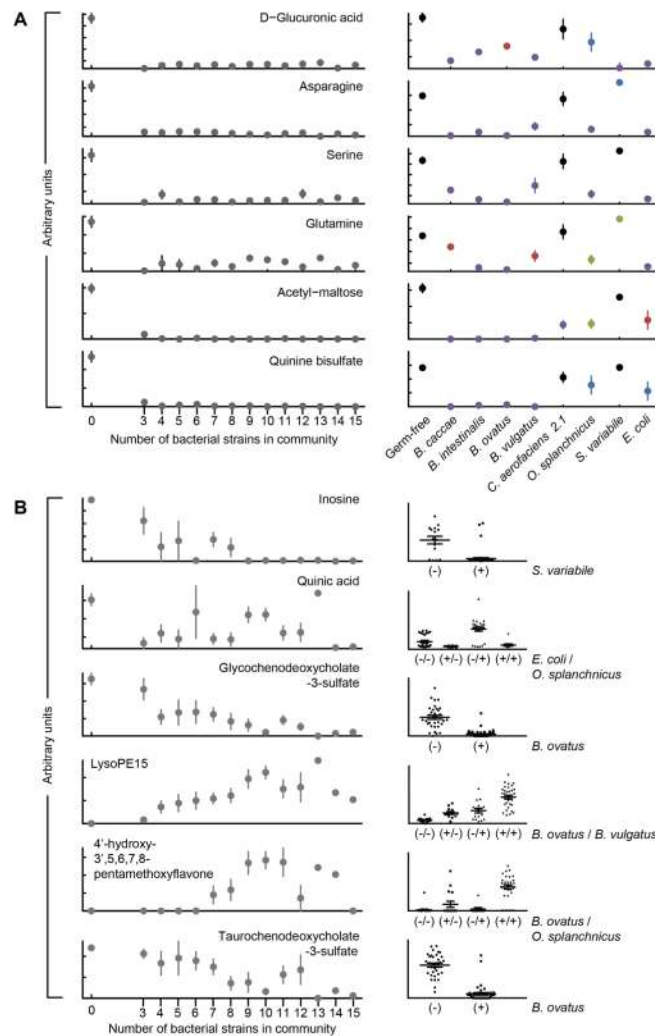 A
D−Glucuronic acid
Asparagine
Serine
Glutamine
Acetyl−maltose
Quinine bisulfate
Arbitrary units
0 3 4 5 6 7 8 9 10 11 12 13 14 15
Number of bacterial strains in community
Germ-free
B. caccae
B. intestinalis
B. ovatus
B. vulgatus
C. aerofaciens 2.1
O. splanchnicus
S. variabile
E. coli
B
Inosine
(-) (+) S. variabile
Quinic acid
(-/-) (+/-) (-/+) (+/+) E. coli /
O. splanchnicus
Glycochenodeoxycholate
-3-sulfate
(-) (+) B. ovatus
Arbitrary units
LysoPE15
(-/-) (+/-) (-/+) (+/+) B. ovatus / B. vulgatus
4'-hydroxy-
3',5,6,7,8-
pentamethoxyflavone
(-/-) (+/-) (-/+) (+/+) B. ovatus /
O. splanchnicus
Taurochenodeoxycholate
-3-sulfate
(-) (+) B. ovatus
0 3 4 5 6 7 8 9 10 11 12 13 14 15
Number of bacterial strains in community